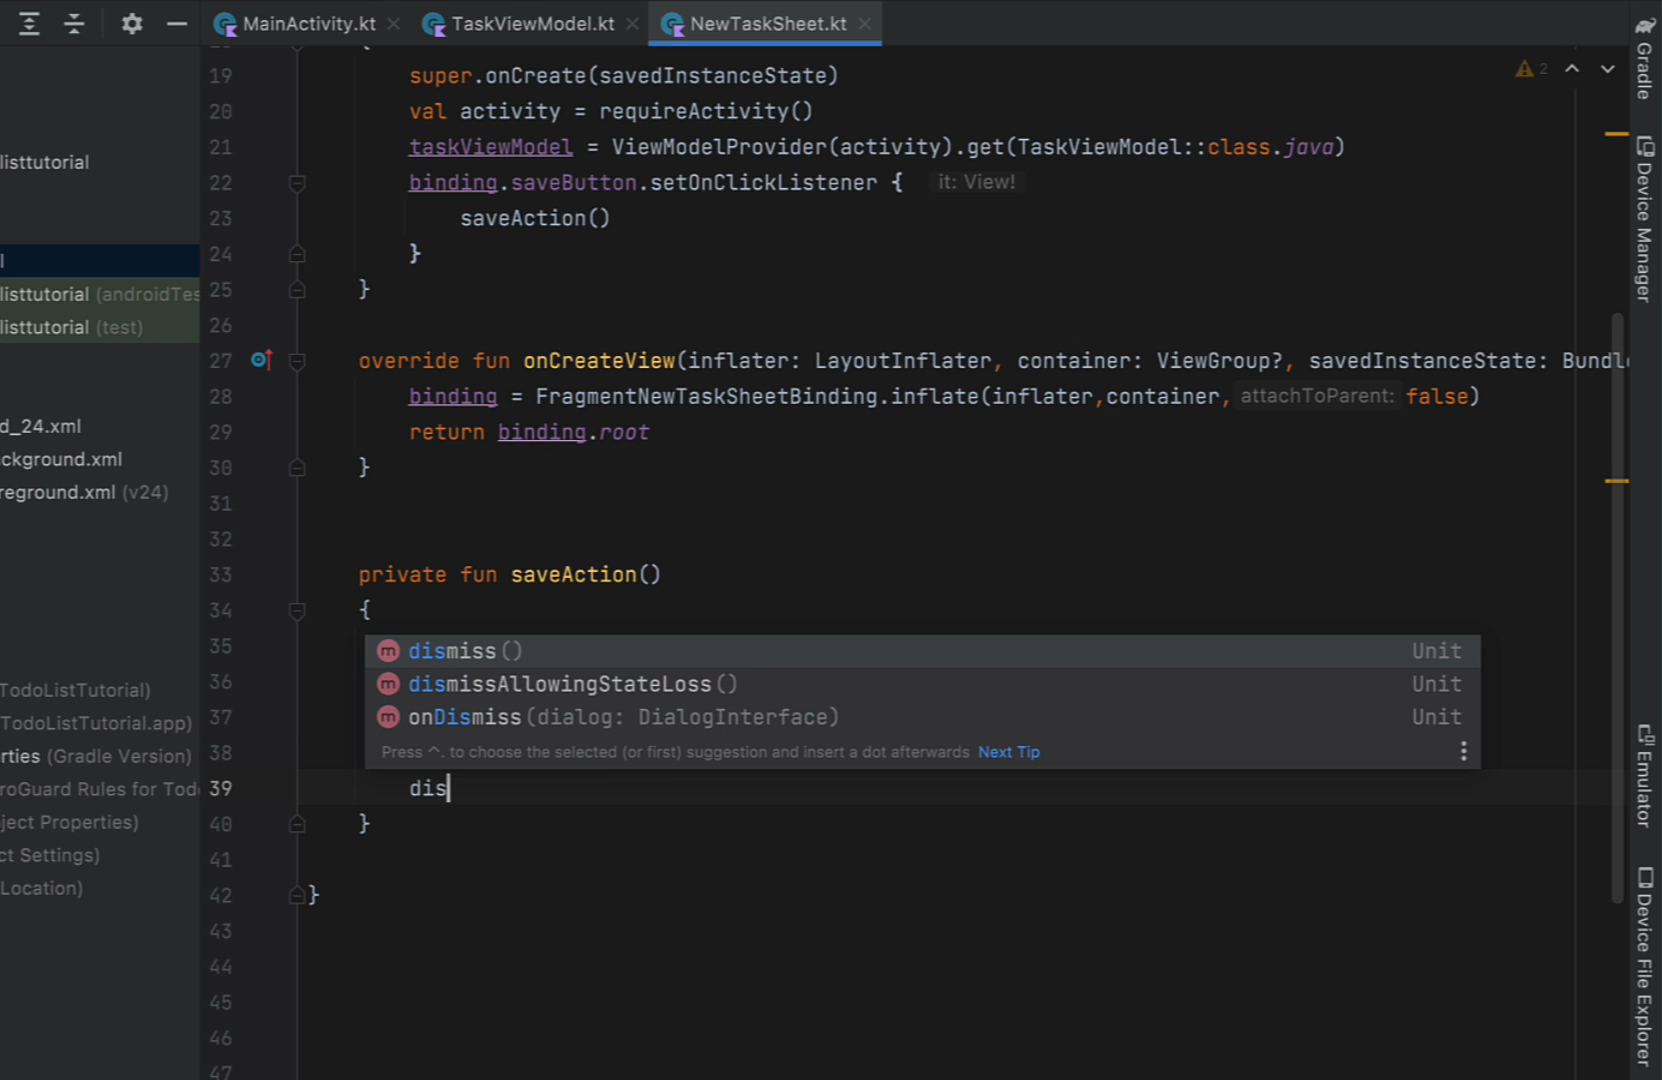 MainActivity.kt
TaskViewModel.kt
NewTaskSheet.kt
listtutorial
l
listtutorial (androidTes
listtutorial (test)
d_24.xml
ckground.xml
reground.xml (v24)
TodoListTutorial)
TodoListTutorial.app)
rties (Gradle Version)
roGuard Rules for Tod
ject Properties)
ct Settings)
Location)
{
19 super.onCreate(savedInstanceState)
20 val activity = requireActivity()
21 taskViewModel = ViewModelProvider(activity).get(TaskViewModel::class.java)
22 binding.saveButton.setOnClickListener { it: View!
23 saveAction()
24 }
25 }
26
27 override fun onCreateView(inflater: LayoutInflater, container: ViewGroup?, savedInstanceState: Bundl
28 binding = FragmentNewTaskSheetBinding.inflate(inflater,container, attachToParent: false)
29 return binding.root
30 }
31
32
33 private fun saveAction()
34 {
35
36
37
38
m dismiss() Unit
m dismissAllowingStateLoss() Unit
m onDismiss(dialog: DialogInterface) Unit
Press ^. to choose the selected (or first) suggestion and insert a dot afterwards Next Tip
39 dis
40 }
41
42 }
43
44
45
46
47
2
Gradle
Device Manager
Emulator
Device File Explorer